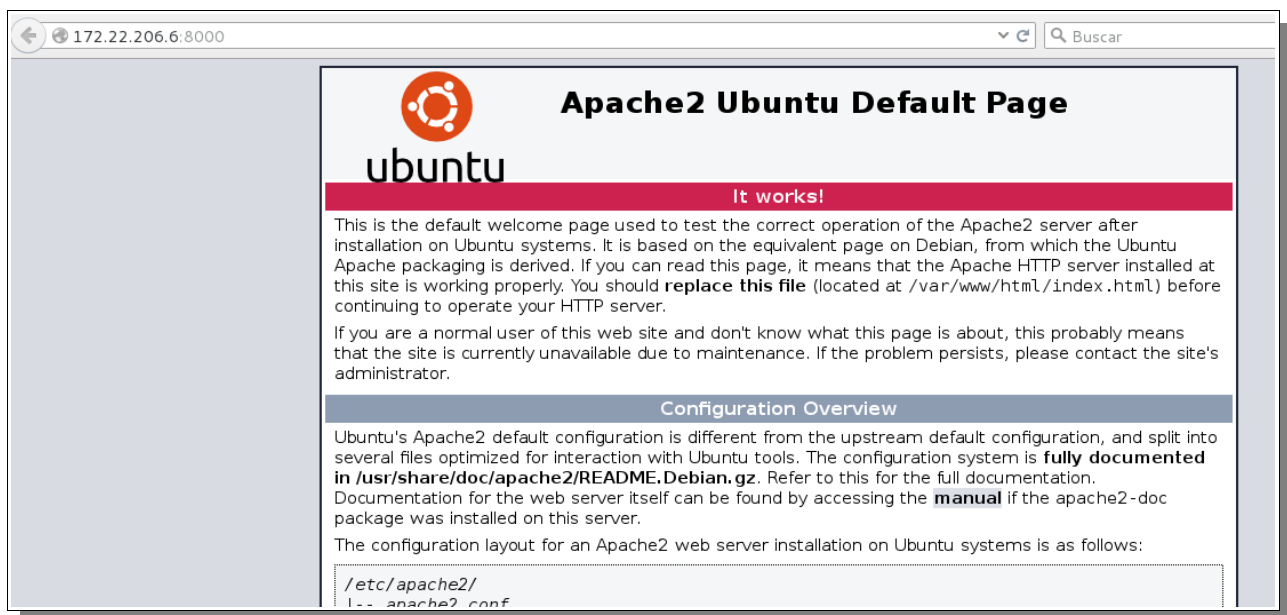 172.22.206.6:8000
Buscar
ubuntu
Apache2 Ubuntu Default Page
It works!
This is the default welcome page used to test the correct operation of the Apache2 server after
installation on Ubuntu systems. It is based on the equivalent page on Debian, from which the Ubuntu
Apache packaging is derived. If you can read this page, it means that the Apache HTTP server installed at
this site is working properly. You should replace this file (located at /var/www/html/index.html) before
continuing to operate your HTTP server.
If you are a normal user of this web site and don't know what this page is about, this probably means
that the site is currently unavailable due to maintenance. If the problem persists, please contact the site's
administrator.
Configuration Overview
Ubuntu's Apache2 default configuration is different from the upstream default configuration, and split into
several files optimized for interaction with Ubuntu tools. The configuration system is fully documented
in /usr/share/doc/apache2/README.Debian.gz. Refer to this for the full documentation.
Documentation for the web server itself can be found by accessing the manual if the apache2-doc
package was installed on this server.
The configuration layout for an Apache2 web server installation on Ubuntu systems is as follows:
/etc/apache2/
|-- apache2.conf